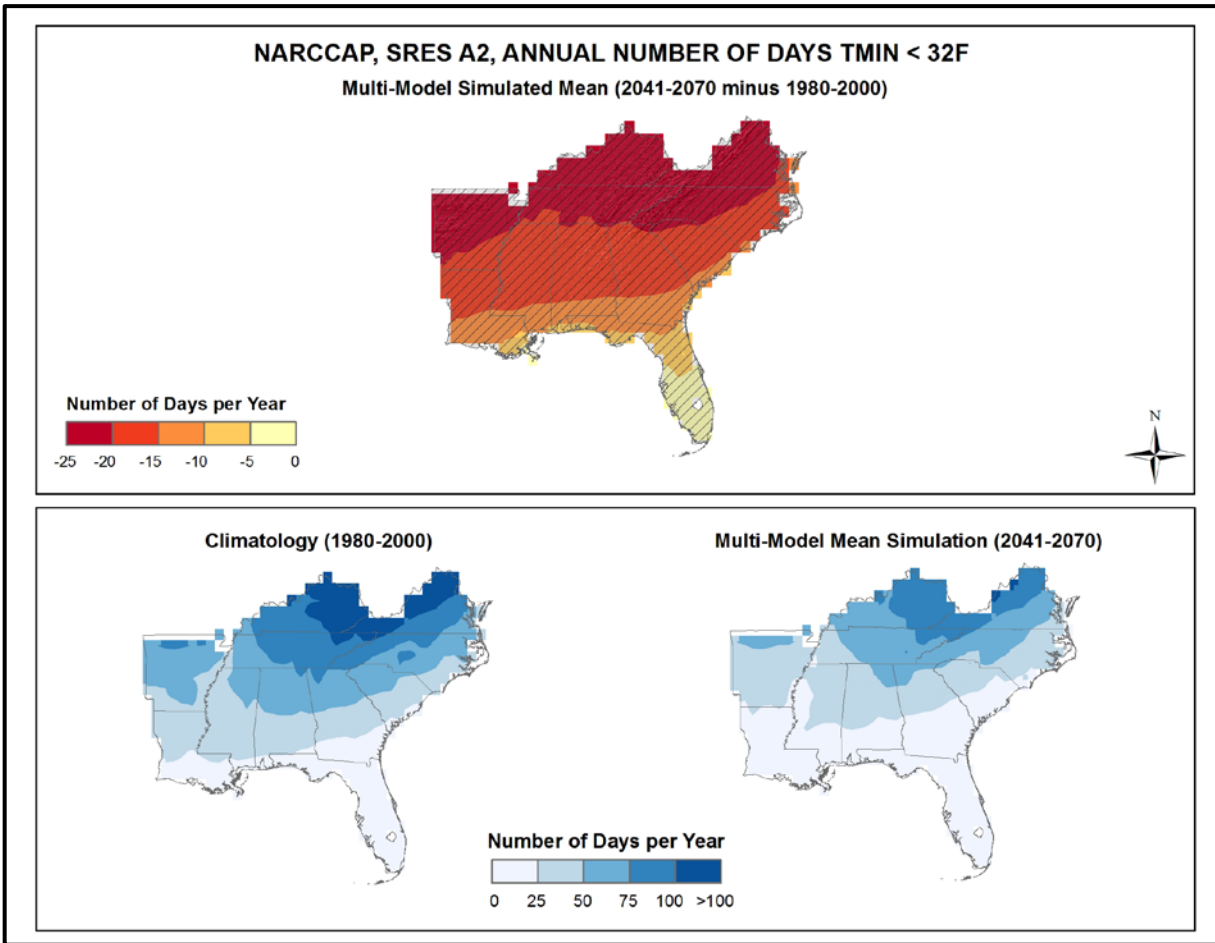 NARCCAP, SRES A2, ANNUAL NUMBER OF DAYS TMIN < 32F
Multi-Model Simulated Mean (2041-2070 minus 1980-2000)
Number of Days per Year
-25 -20 -15 -10 -5 0
N
Climatology (1980-2000)
Multi-Model Mean Simulation (2041-2070)
Number of Days per Year
0 25 50 75 100 >100